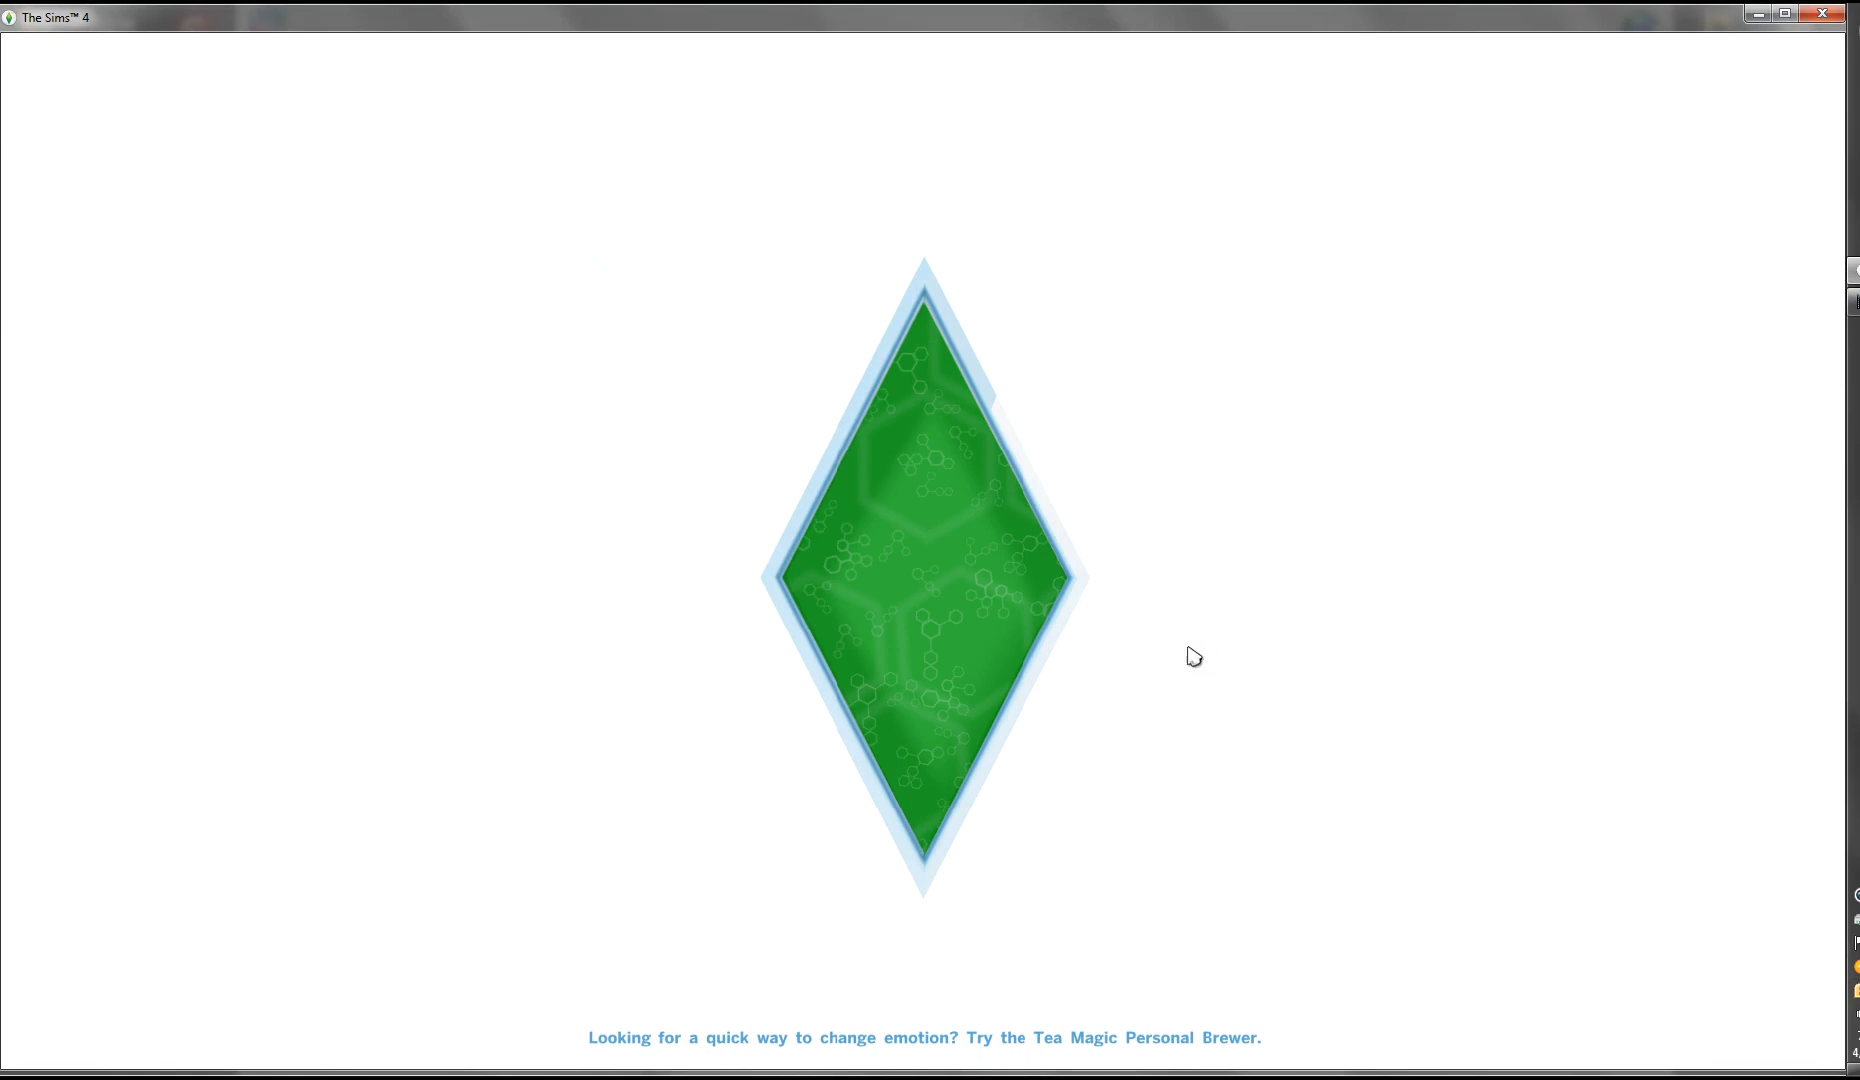 The Sims™ 4
Looking for a quick way to change emotion? Try the Tea Magic Personal Brewer.